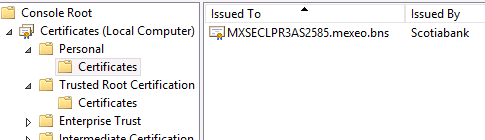 Console Root
Certificates (Local Computer)
Personal
Certificates
Trusted Root Certification
Certificates
Enterprise Trust
Intermediate Certification
Issued To Issued By
MXSECLPR3AS2585.mexeo.bns Scotiabank